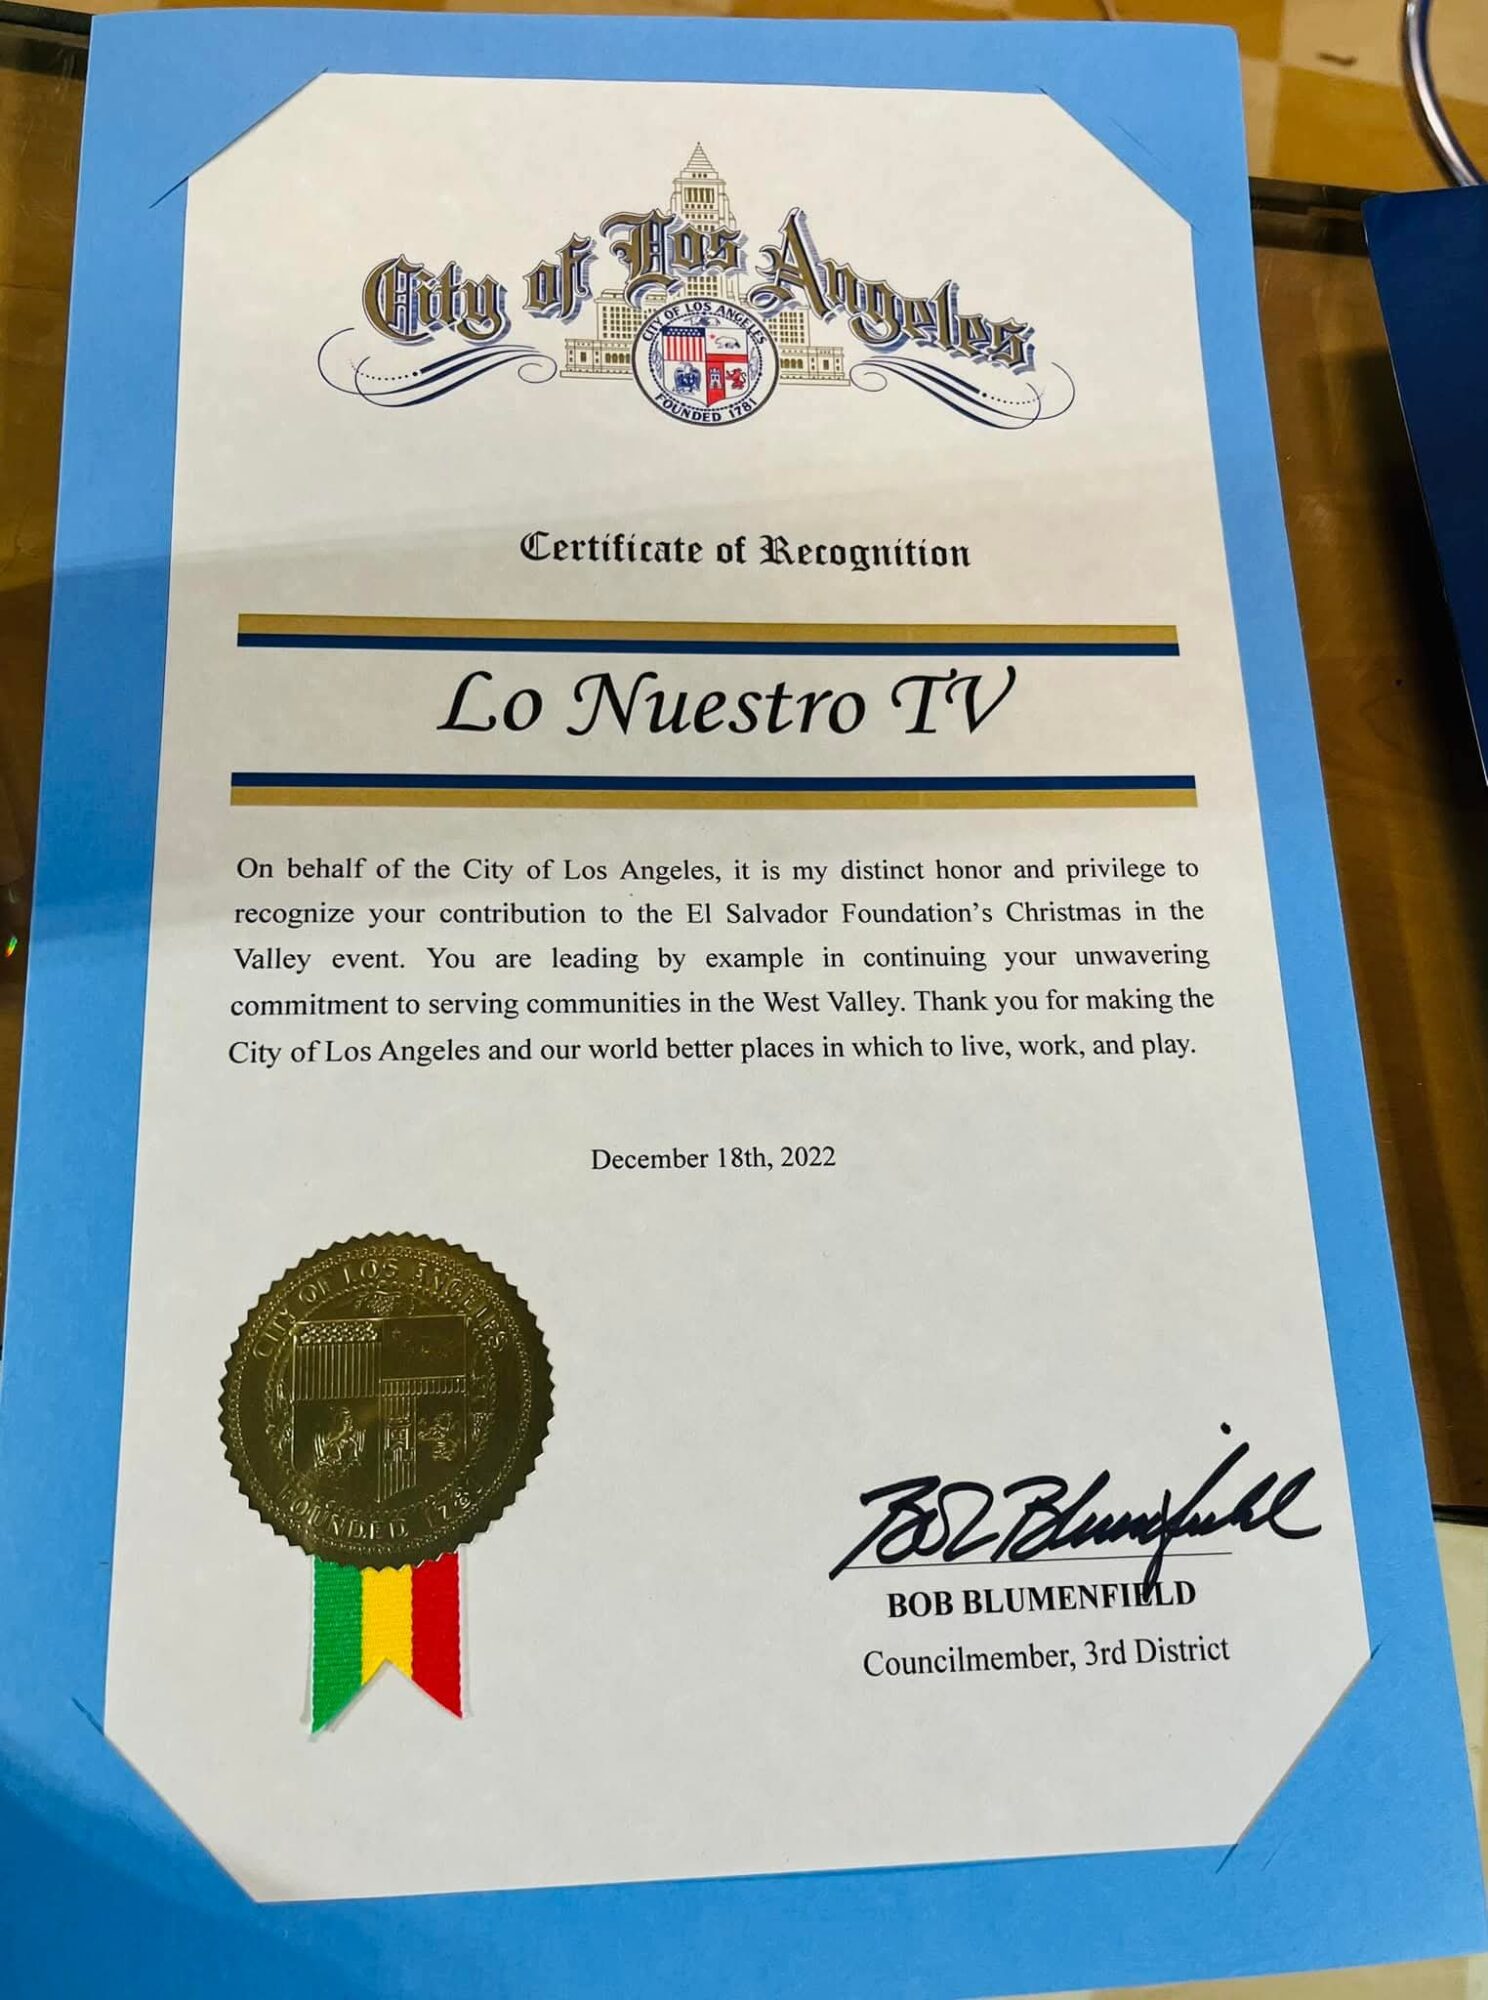 City of Los Angeles
CITY OF LOS ANGELES
FOUNDED 1781
Certificate of Recognition
Lo Nuestro TV
On behalf of the City of Los Angeles, it is my distinct honor and privilege to
recognize your contribution to the El Salvador Foundation's Christmas in the
Valley event. You are leading by example in continuing your unwavering
commitment to serving communities in the West Valley. Thank you for making the
City of Los Angeles and our world better places in which to live, work, and play.
December 18th, 2022
CITY OF LOS ANGELES
FOUNDED 1781
Bob Blumenfield
BOB BLUMENFIELD
Councilmember, 3rd District